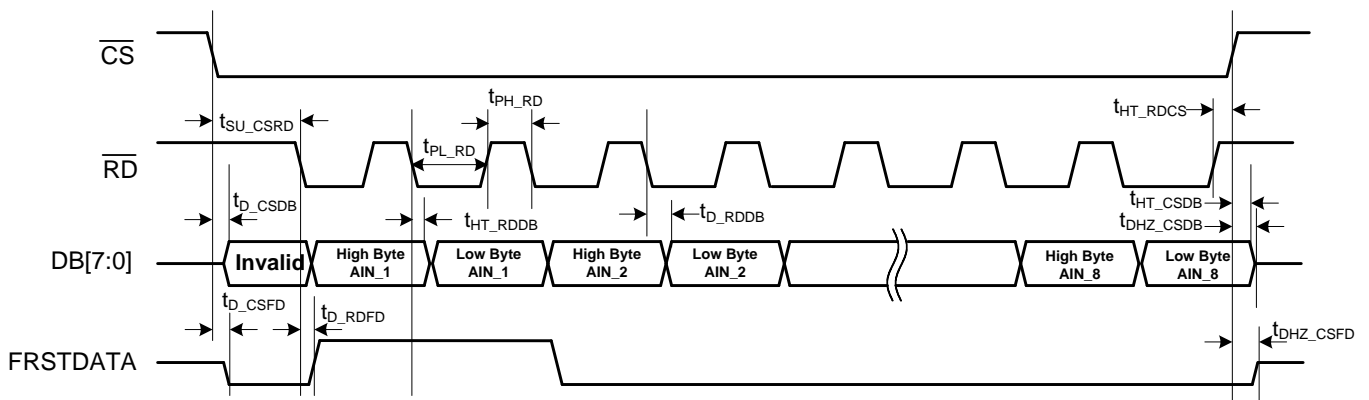 CS
t_PH_RD
t_HT_RDCS
t_SU_CSRD
t_PL_RD
RD
t_D_CSDB
t_HT_RDDB
t_D_RDDB
t_HT_CSDB
t_DHZ_CSDB
DB[7:0]
Invalid
High Byte
AIN_1
Low Byte
AIN_1
High Byte
AIN_2
Low Byte
AIN_2
High Byte
AIN_8
Low Byte
AIN_8
t_D_CSFD
t_D_RDFD
t_DHZ_CSFD
FRSTDATA